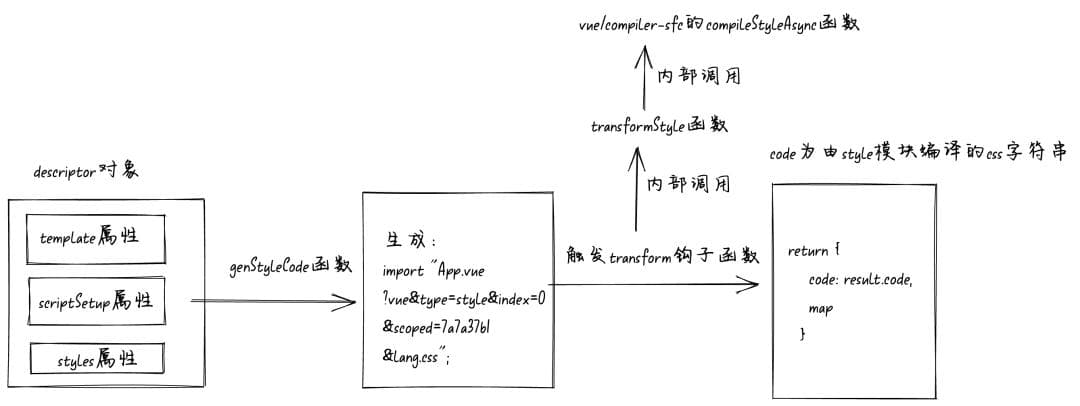 vue/compiler-sfc的compileStyleAsync函数
内部调用
transformStyle函数
内部调用
descriptor对象
template属性
scriptSetup属性
styles属性
genStyleCode函数
生成：
import "App.vue
?vue&type=style&index=0
&scoped=7a7a37b1
&lang.css";
触发transform钩子函数
code为由style模块编译的css字符串
return {
code: result.code,
map
}